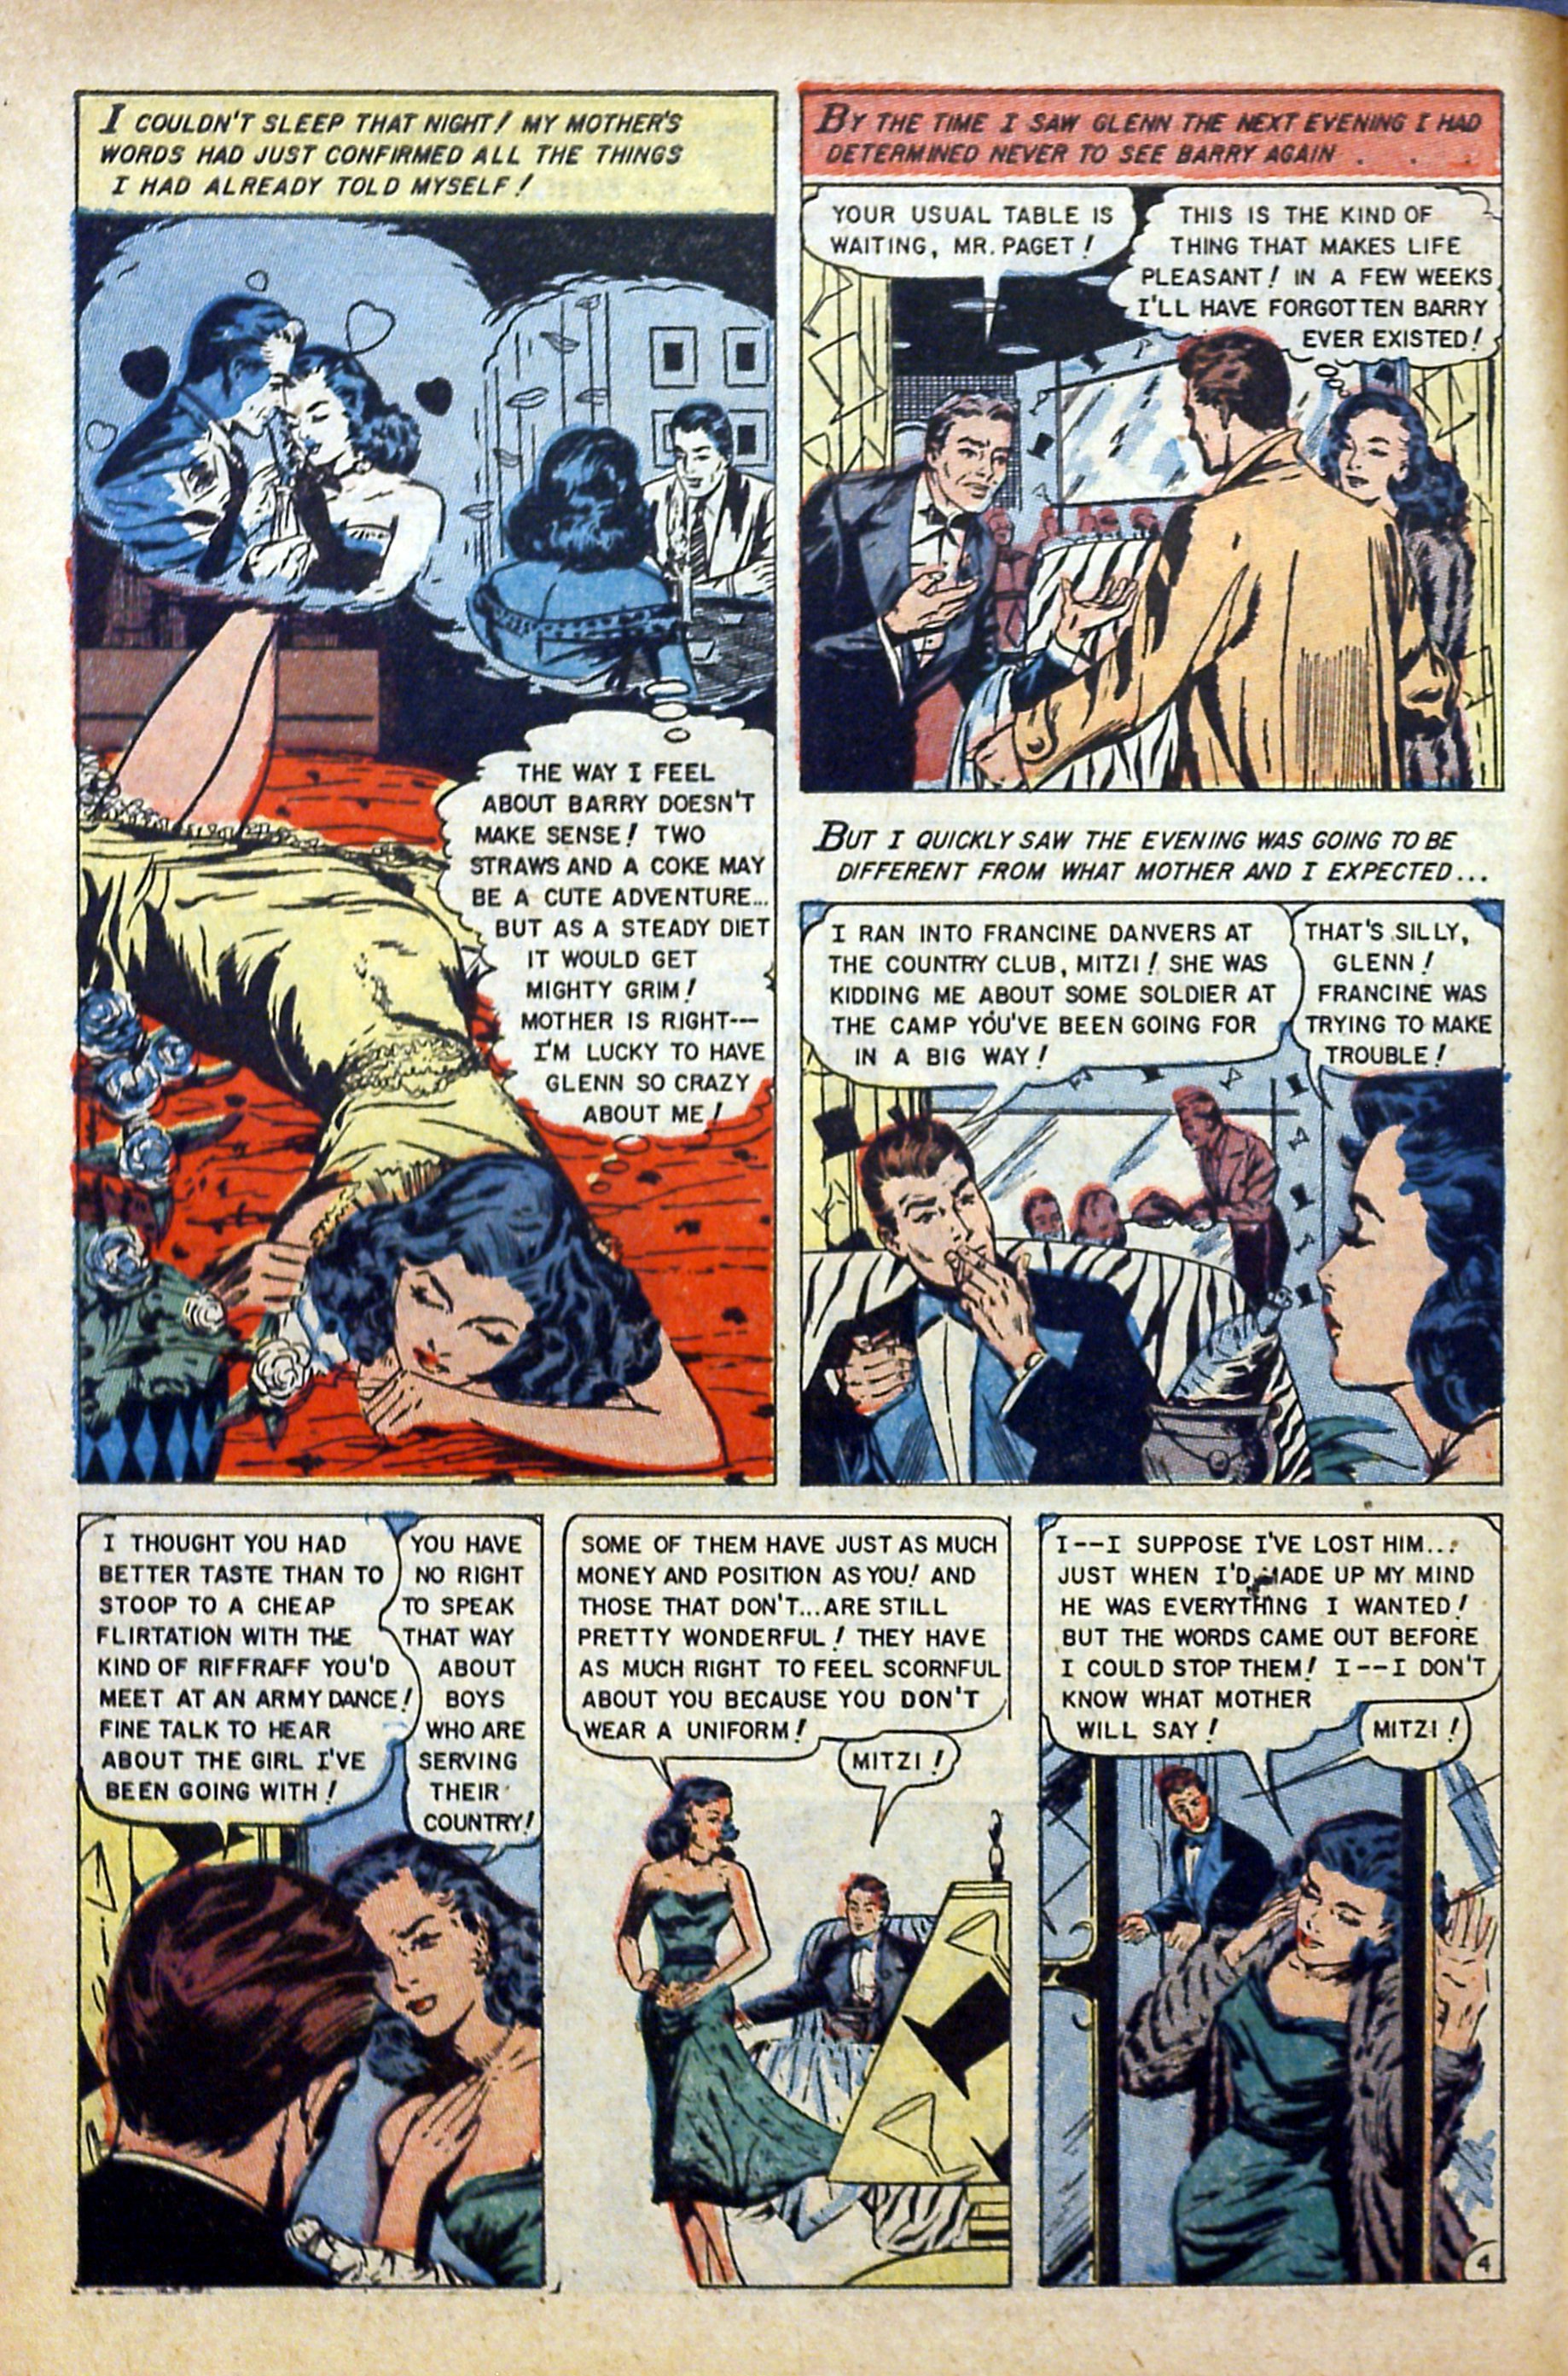 I COULDN'T SLEEP THAT NIGHT! MY MOTHER'S
WORDS HAD JUST CONFIRMED ALL THE THINGS
I HAD ALREADY TOLD MYSELF!
THE WAY I FEEL
ABOUT BARRY DOESN'T
MAKE SENSE! TWO
STRAWS AND A COKE MAY
BE A CUTE ADVENTURE...
BUT AS A STEADY DIET
IT WOULD GET
MIGHTY GRIM!
MOTHER IS RIGHT---
I'M LUCKY TO HAVE
GLENN SO CRAZY
ABOUT ME!
BY THE TIME I SAW GLENN THE NEXT EVENING I HAD
DETERMINED NEVER TO SEE BARRY AGAIN . . .
YOUR USUAL TABLE IS
WAITING, MR. PAGET!
THIS IS THE KIND OF
THING THAT MAKES LIFE
PLEASANT! IN A FEW WEEKS
I'LL HAVE FORGOTTEN BARRY
EVER EXISTED!
BUT I QUICKLY SAW THE EVENING WAS GOING TO BE
DIFFERENT FROM WHAT MOTHER AND I EXPECTED...
I RAN INTO FRANCINE DANVERS AT
THE COUNTRY CLUB, MITZI! SHE WAS
KIDDING ME ABOUT SOME SOLDIER AT
THE CAMP YOU'VE BEEN GOING FOR
IN A BIG WAY!
THAT'S SILLY,
GLENN!
FRANCINE WAS
TRYING TO MAKE
TROUBLE!
I THOUGHT YOU HAD
BETTER TASTE THAN TO
STOOP TO A CHEAP
FLIRTATION WITH THE
KIND OF RIFFRAFF YOU'D
MEET AT AN ARMY DANCE!
FINE TALK TO HEAR
ABOUT THE GIRL I'VE
BEEN GOING WITH!
YOU HAVE
NO RIGHT
TO SPEAK
THAT WAY
ABOUT
BOYS
WHO ARE
SERVING
THEIR
COUNTRY!
SOME OF THEM HAVE JUST AS MUCH
MONEY AND POSITION AS YOU! AND
THOSE THAT DON'T...ARE STILL
PRETTY WONDERFUL! THEY HAVE
AS MUCH RIGHT TO FEEL SCORNFUL
ABOUT YOU BECAUSE YOU DON'T
WEAR A UNIFORM!
MITZI!
I--I SUPPOSE I'VE LOST HIM...
JUST WHEN I'D MADE UP MY MIND
HE WAS EVERYTHING I WANTED!
BUT THE WORDS CAME OUT BEFORE
I COULD STOP THEM! I--I DON'T
KNOW WHAT MOTHER
WILL SAY!
MITZI!
4